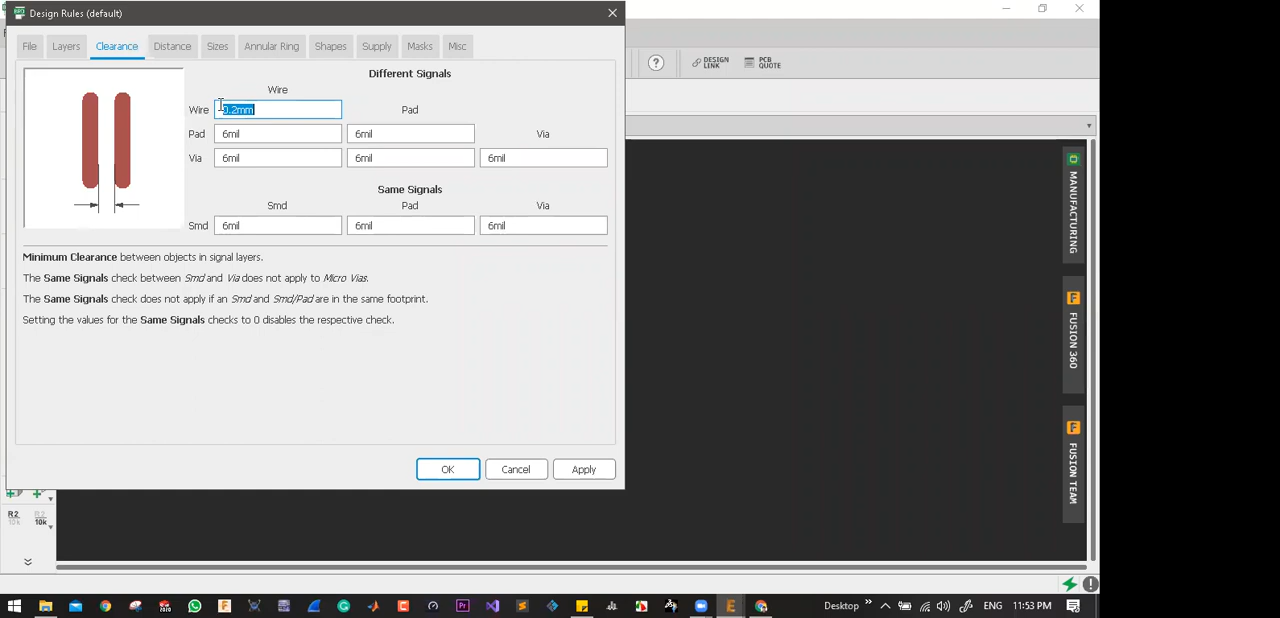 Design Rules (default)
File Layers Clearance Distance Sizes Annular Ring Shapes Supply Masks Misc
Different Signals
Wire
Wire 0.2mm Pad
Pad 6mil 6mil Via
Via 6mil 6mil 6mil
Same Signals
Smd Pad Via
Smd 6mil 6mil 6mil
Minimum Clearance between objects in signal layers.
The Same Signals check between Smd and Via does not apply to Micro Vias.
The Same Signals check does not apply if an Smd and Smd/Pad are in the same footprint.
Setting the values for the Same Signals checks to 0 disables the respective check.
OK Cancel Apply
DESIGN LINK
PCB QUOTE
MANUFACTURING
FUSION 360
FUSION TEAM
R2
10k
R2
10k
Desktop
ENG 11:53 PM